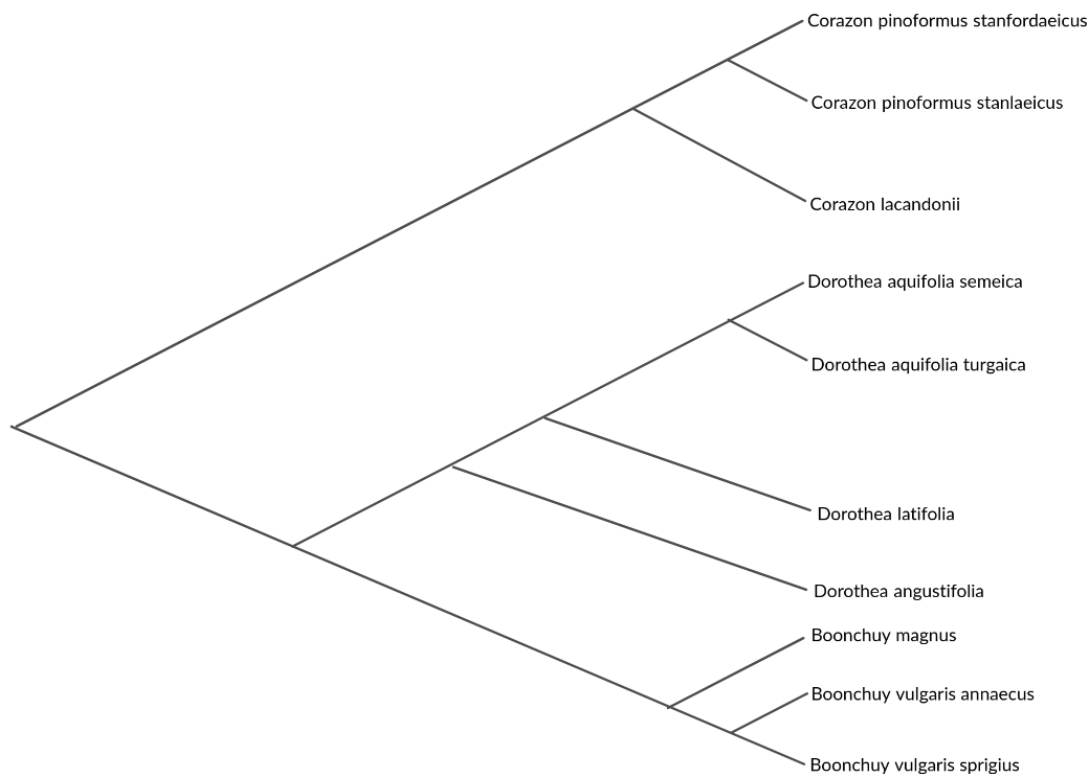 Corazon pinoformus stanfordaeicus
Corazon pinoformus stanlaeicus
Corazon lacandonii
Dorothea aquifolia semeica
Dorothea aquifolia turgaica
Dorothea latifolia
Dorothea angustifolia
Boonchuy magnus
Boonchuy vulgaris annaecus
Boonchuy vulgaris sprigius